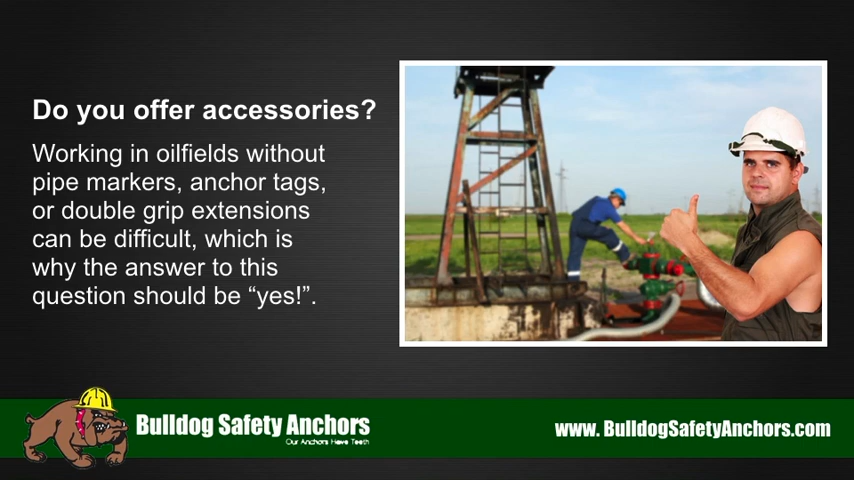 Do you offer accessories?
Working in oilfields without
pipe markers, anchor tags,
or double grip extensions
can be difficult, which is
why the answer to this
question should be “yes!”.
Bulldog Safety Anchors
Our Anchors Have Teeth
www. BulldogSafetyAnchors.com